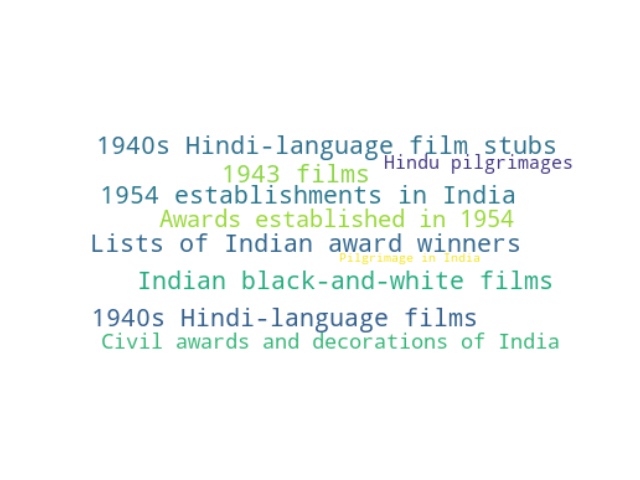 1940s Hindi-language film stubs
Hindu pilgrimages
1943 films
1954 establishments in India
Awards established in 1954
Lists of Indian award winners
Pilgrimage in India
Indian black-and-white films
1940s Hindi-language films
Civil awards and decorations of India